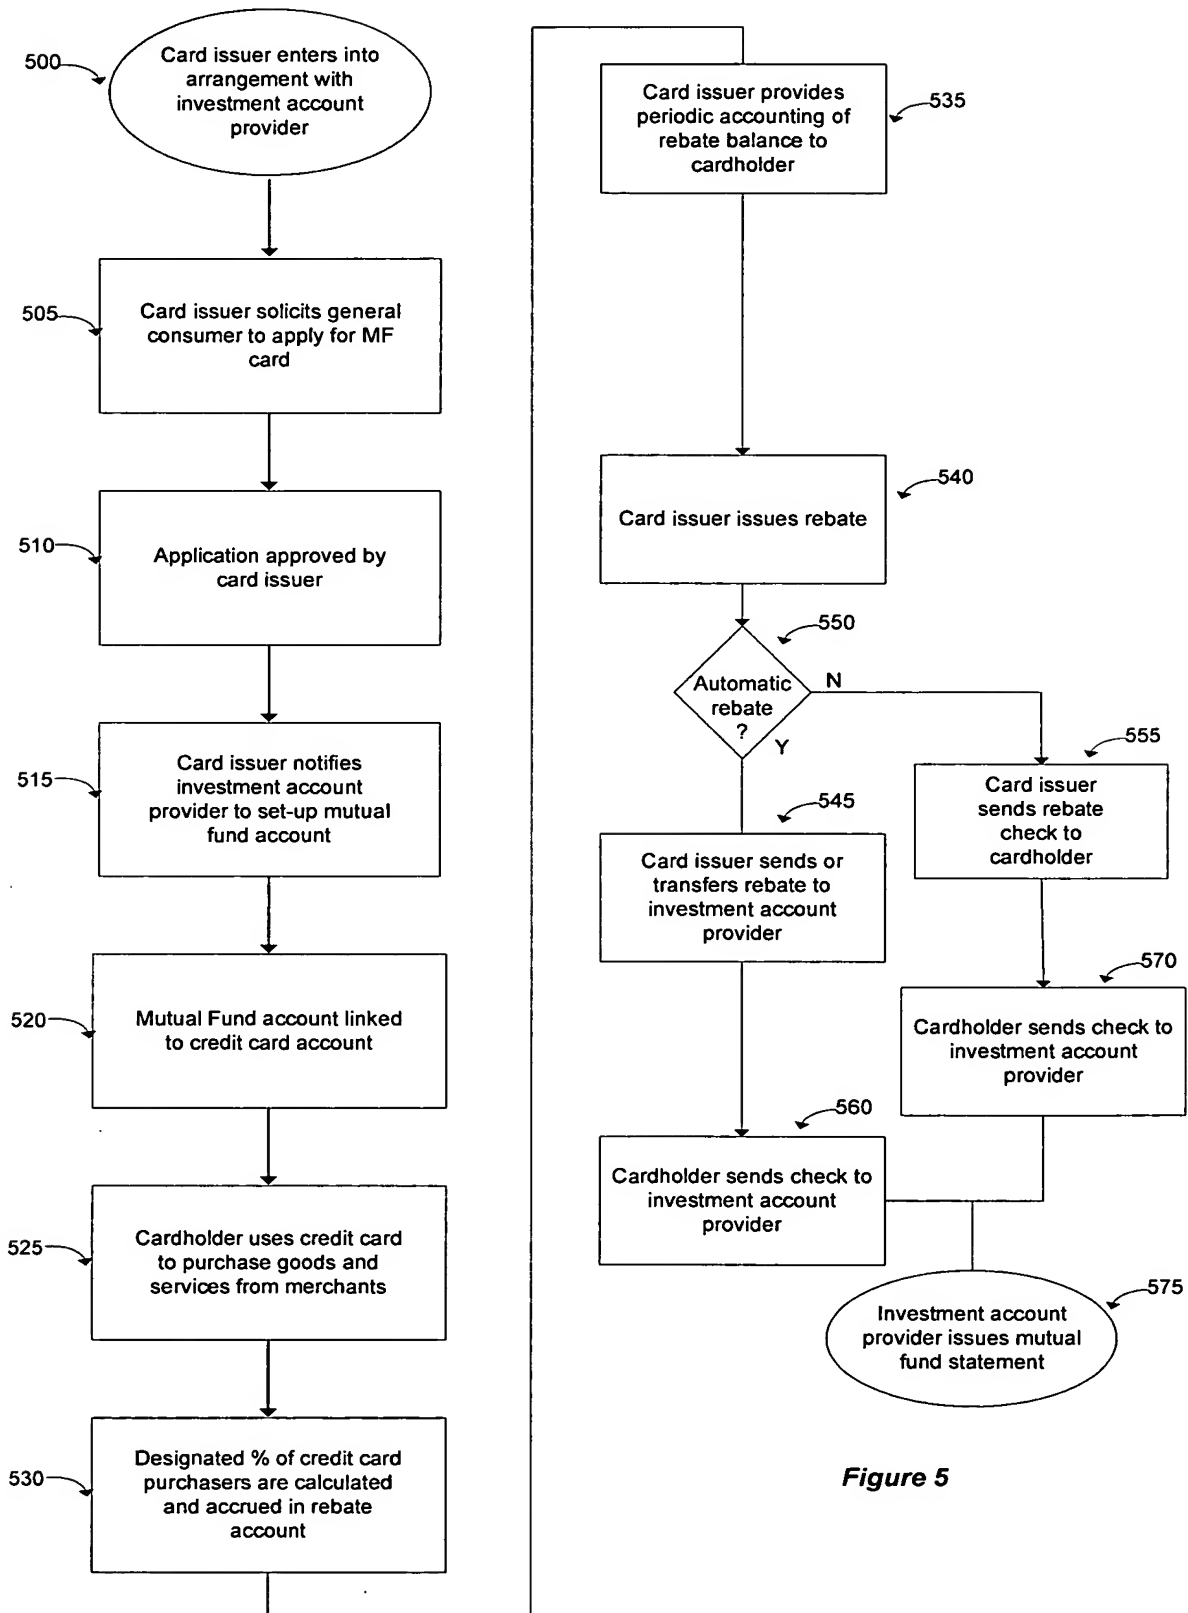 500
Card issuer enters into
arrangement with
investment account
provider
505
Card issuer solicits general
consumer to apply for MF
card
510
Application approved by
card issuer
515
Card issuer notifies
investment account
provider to set-up mutual
fund account
520
Mutual Fund account linked
to credit card account
525
Cardholder uses credit card
to purchase goods and
services from merchants
530
Designated % of credit card
purchasers are calculated
and accrued in rebate
account
535
Card issuer provides
periodic accounting of
rebate balance to
cardholder
540
Card issuer issues rebate
550
Automatic
rebate
?
N
Y
545
Card issuer sends or
transfers rebate to
investment account
provider
555
Card issuer
sends rebate
check to
cardholder
570
Cardholder sends check to
investment account
provider
560
Cardholder sends check to
investment account
provider
575
Investment account
provider issues mutual
fund statement
Figure 5